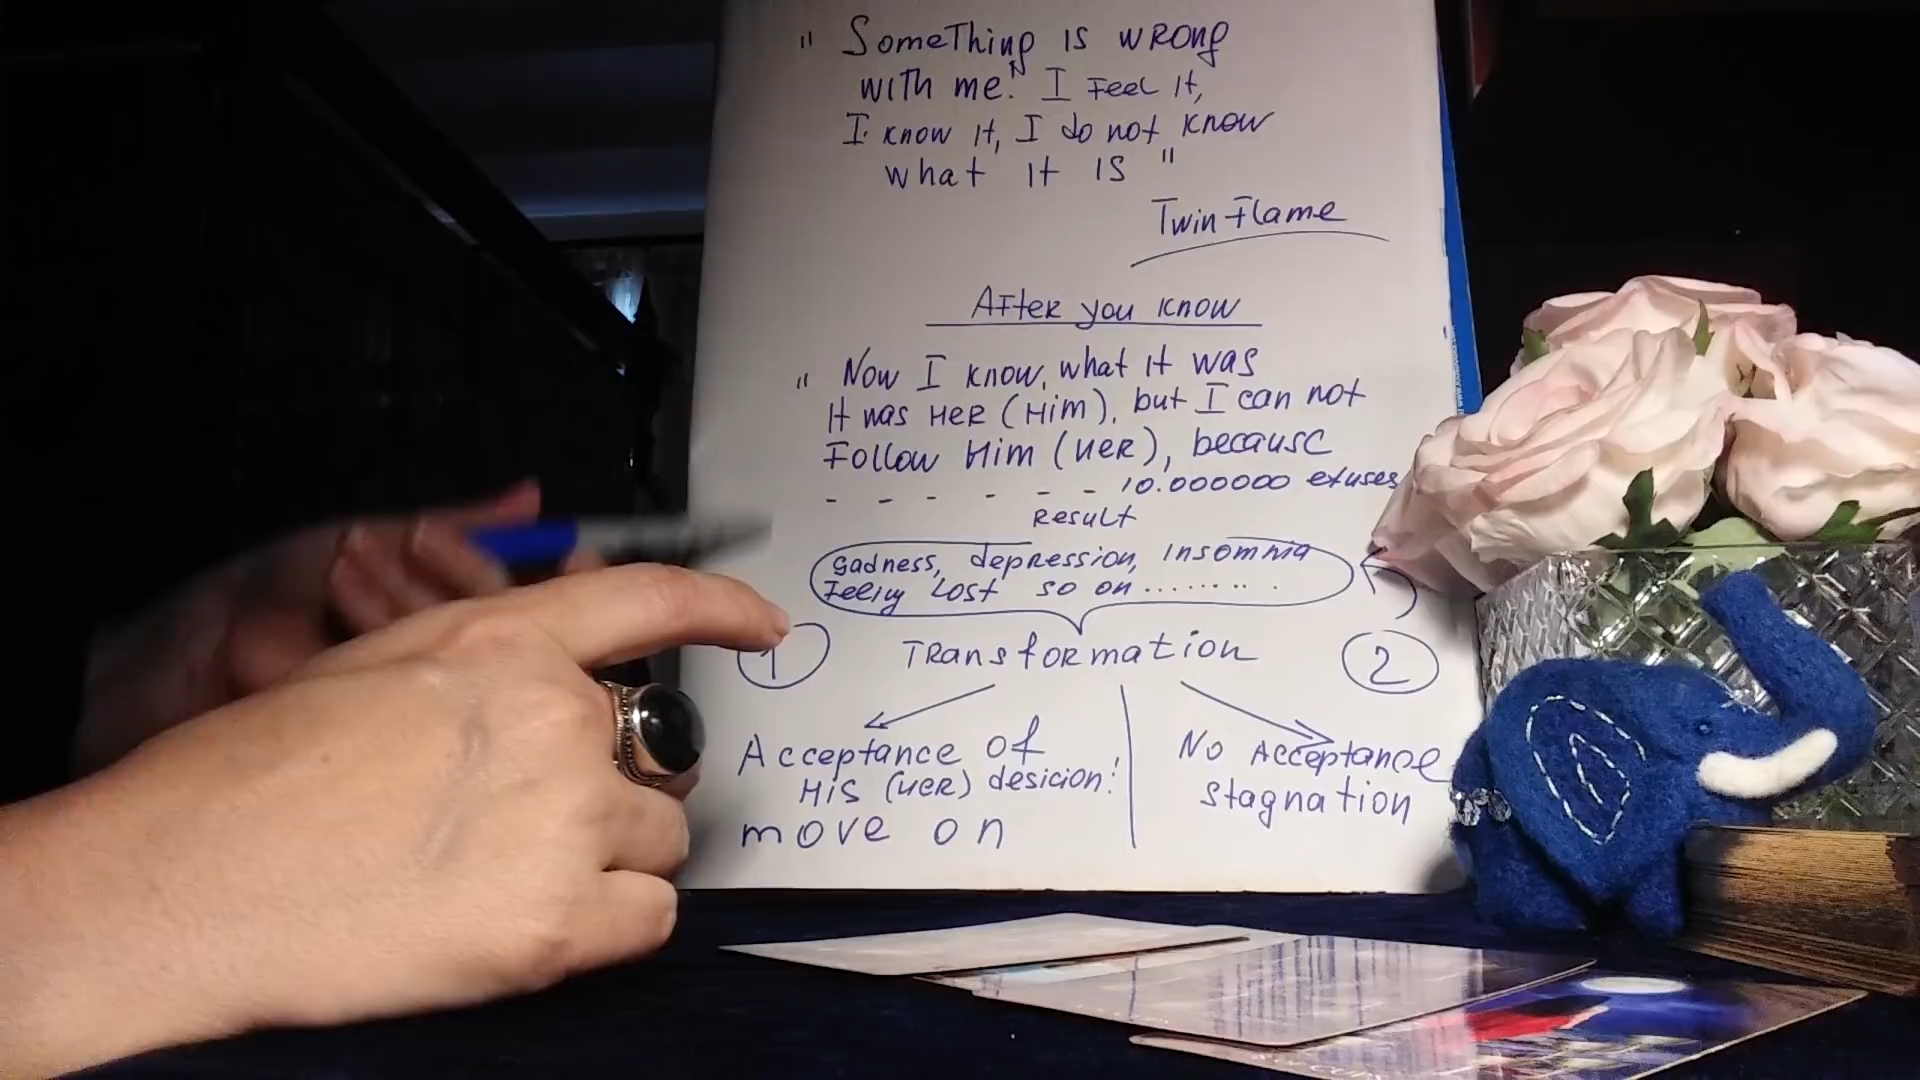 " Something is wrong
with me." I feel it,
I know it, I do not know
what it is "
Twin Flame
After you know
" Now I know, what it was
It was Her (Him), but I can not
Follow Him (Her), because
- - - - - - 10.000000 exuses
Result
sadness, depression, insomnia
Feeling Lost so on .........
1 Transformation 2
Acceptance of
His (Her) desicion!
move on
No Acceptance
stagnation